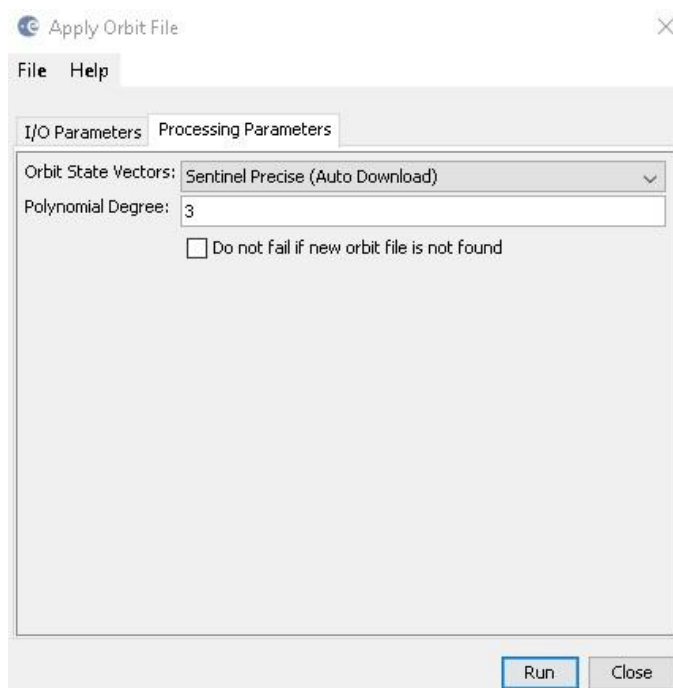 Apply Orbit File
File Help
I/O Parameters Processing Parameters
Orbit State Vectors: Sentinel Precise (Auto Download)
Polynomial Degree: 3
Do not fail if new orbit file is not found
Run Close